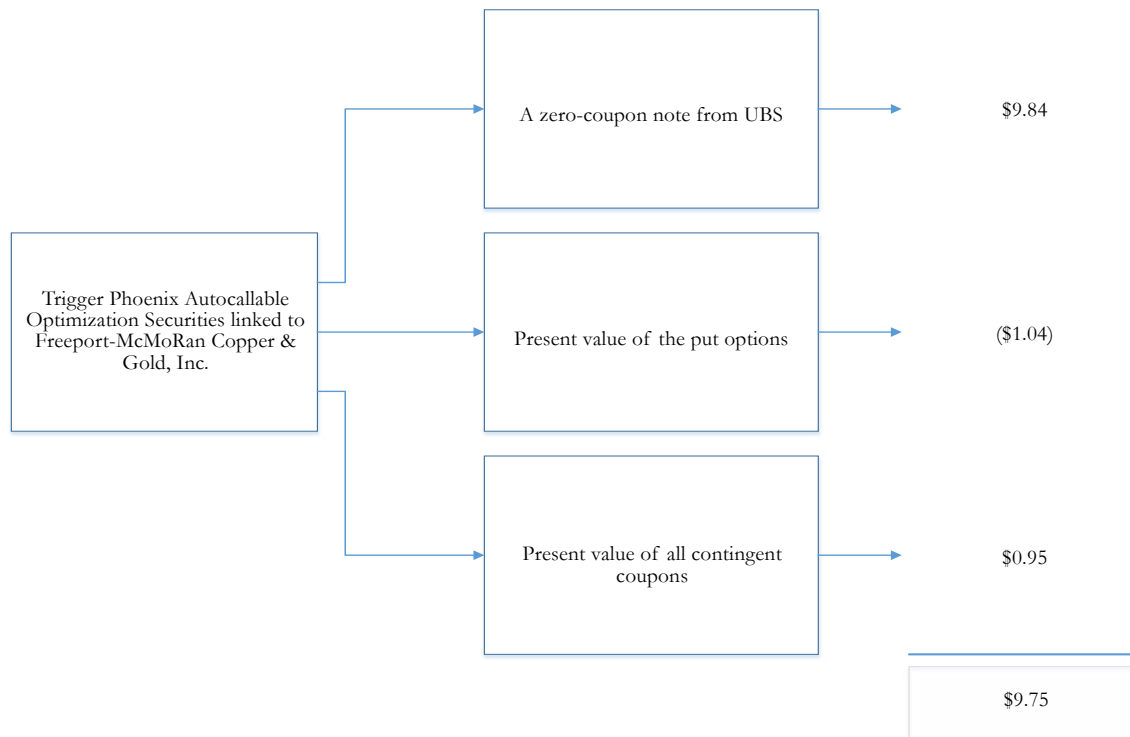 A zero-coupon note from UBS
$9.84
Trigger Phoenix Autocallable
Optimization Securities linked to
Freeport-McMoRan Copper &
Gold, Inc.
Present value of the put options
($1.04)
Present value of all contingent
coupons
$0.95
$9.75